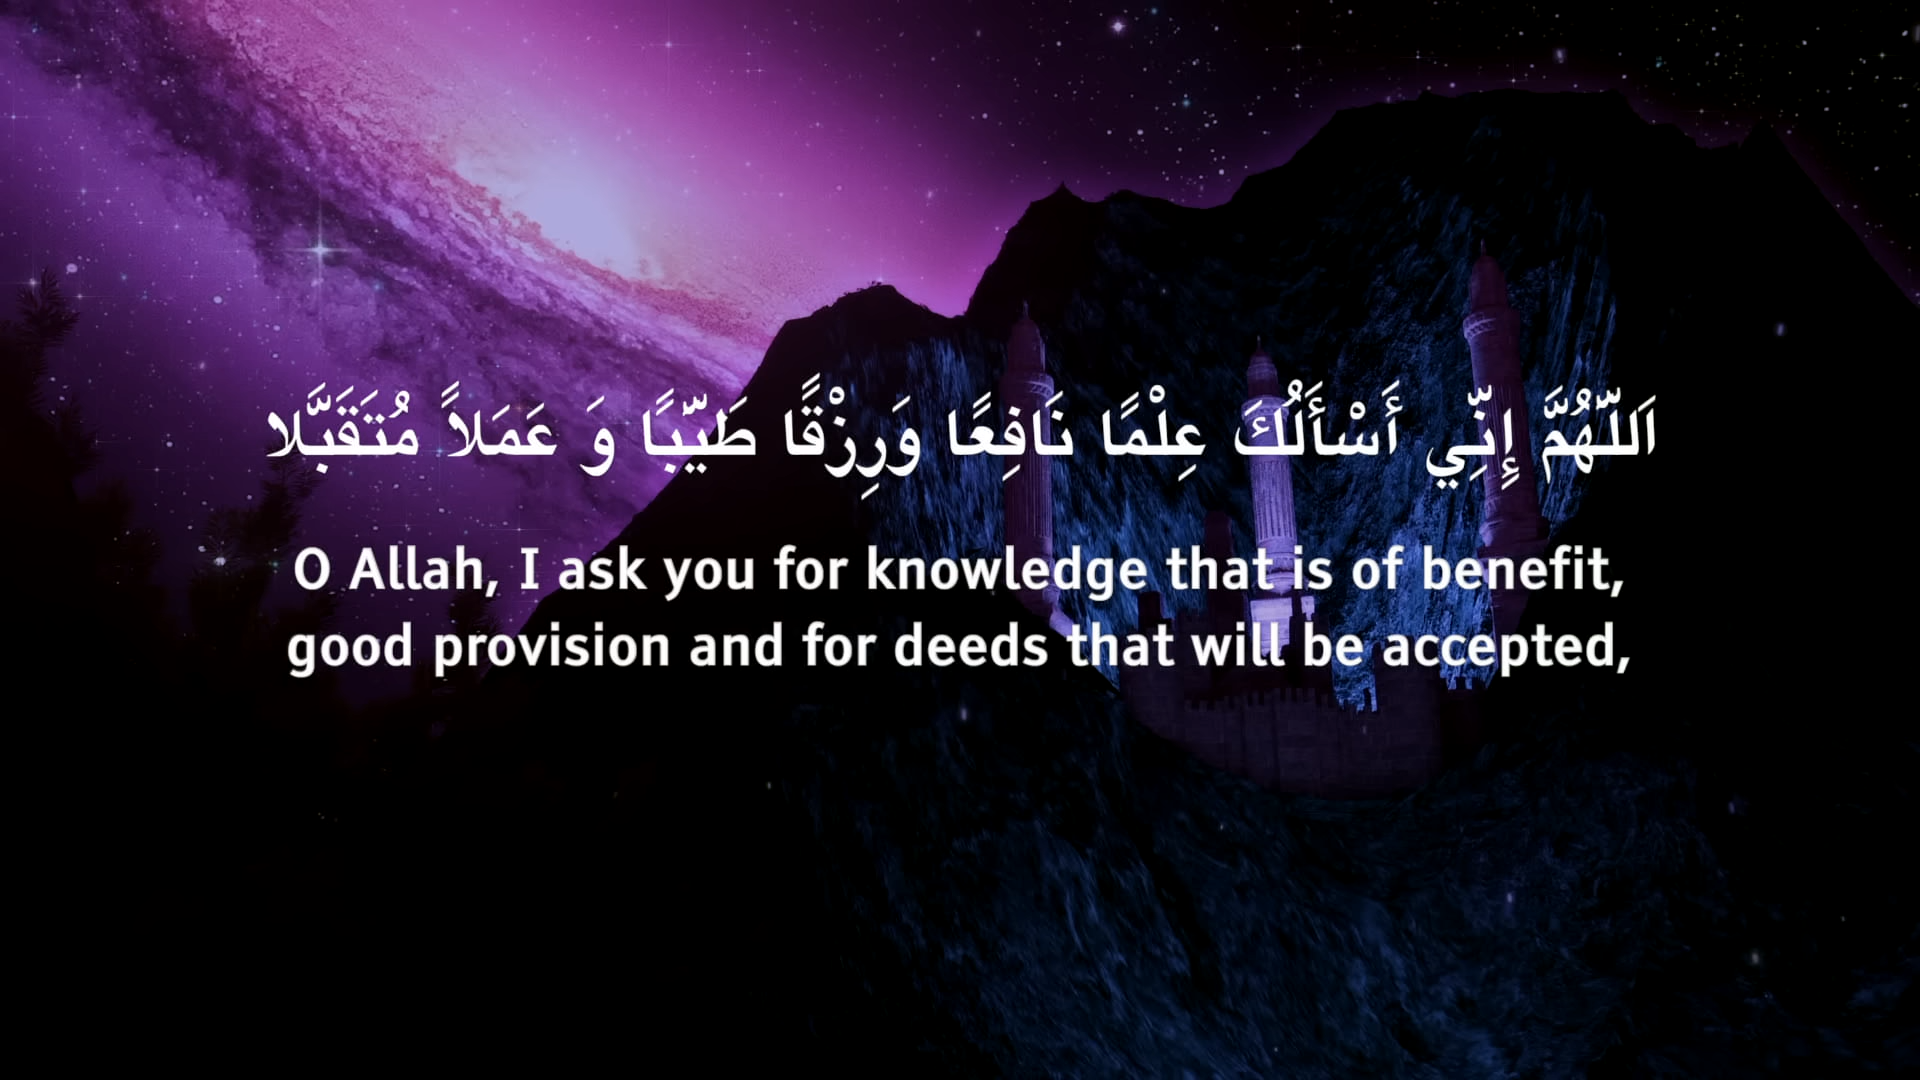 اَللّٰهُمَّ إِنِّي أَسْأَلُكَ عِلْمًا نَافِعًا وَرِزْقًا طَيِّبًا وَ عَمَلاً مُتَقَبَّلا
O Allah, I ask you for knowledge that is of benefit,
good provision and for deeds that will be accepted,